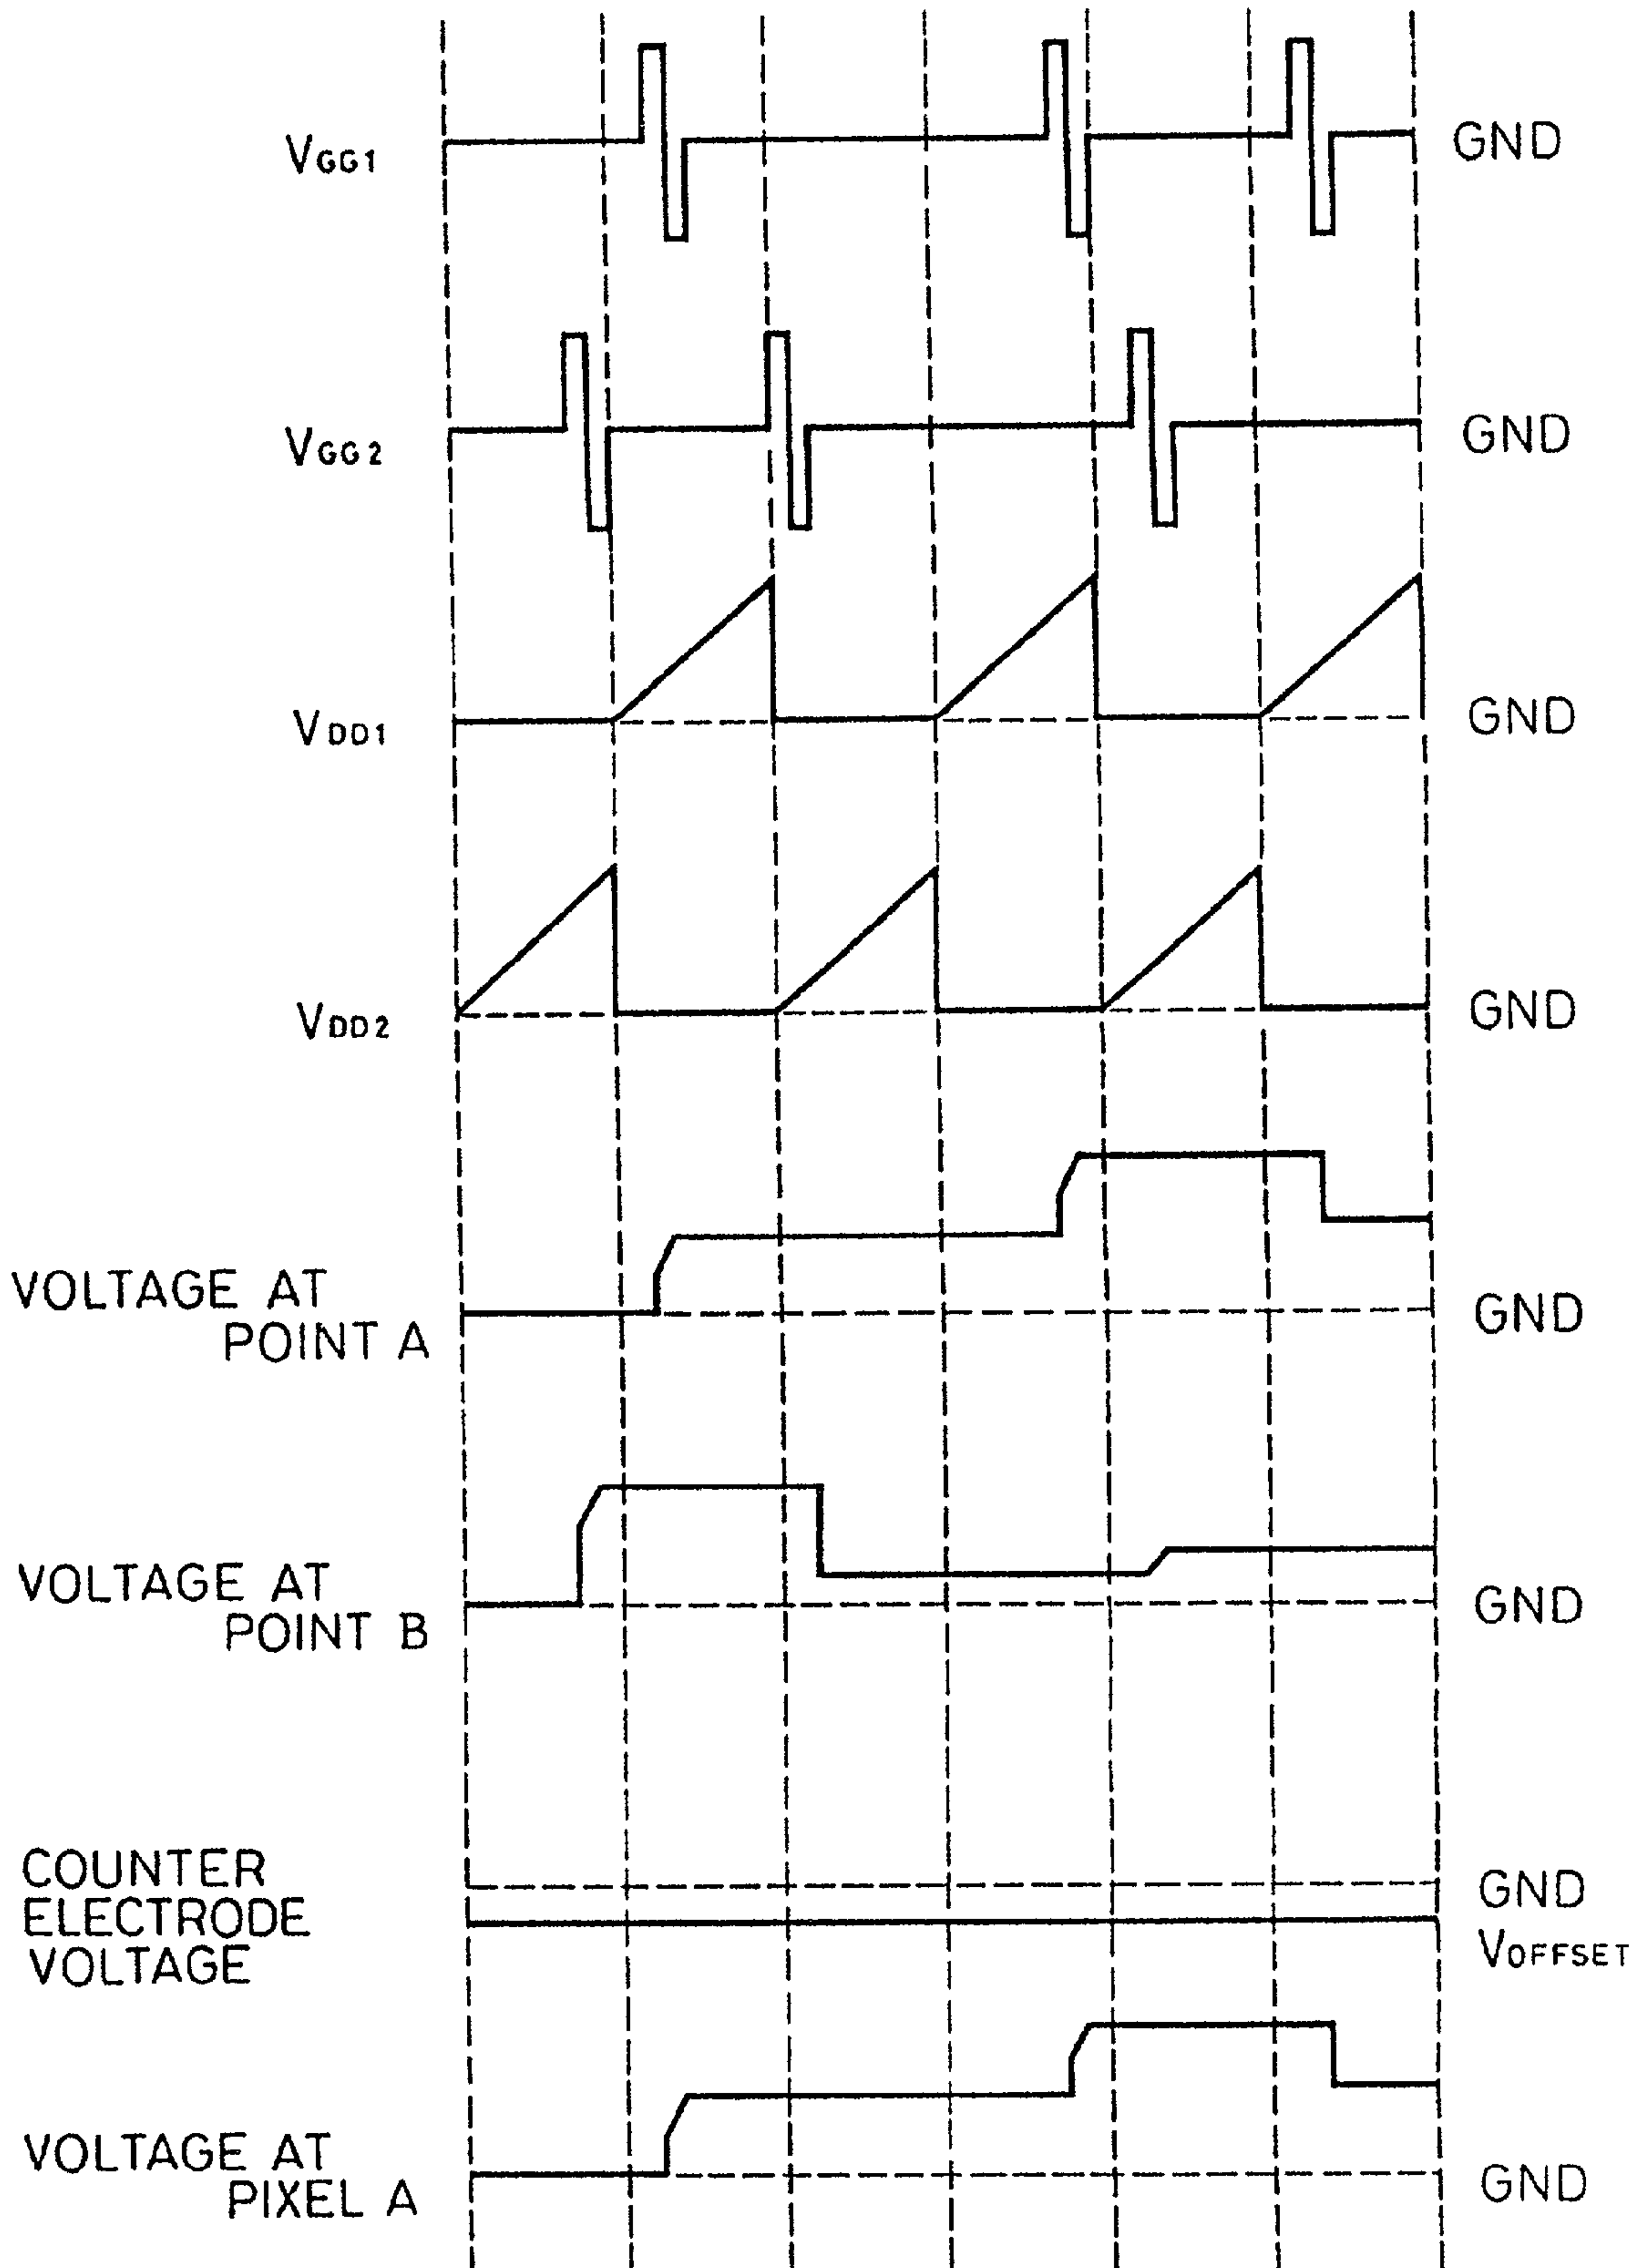 VGG1 GND
VGG2 GND
VDD1 GND
VDD2 GND
VOLTAGE AT
POINT A GND
VOLTAGE AT
POINT B GND
COUNTER
ELECTRODE
VOLTAGE
GND
VOFFSET
VOLTAGE AT
PIXEL A GND